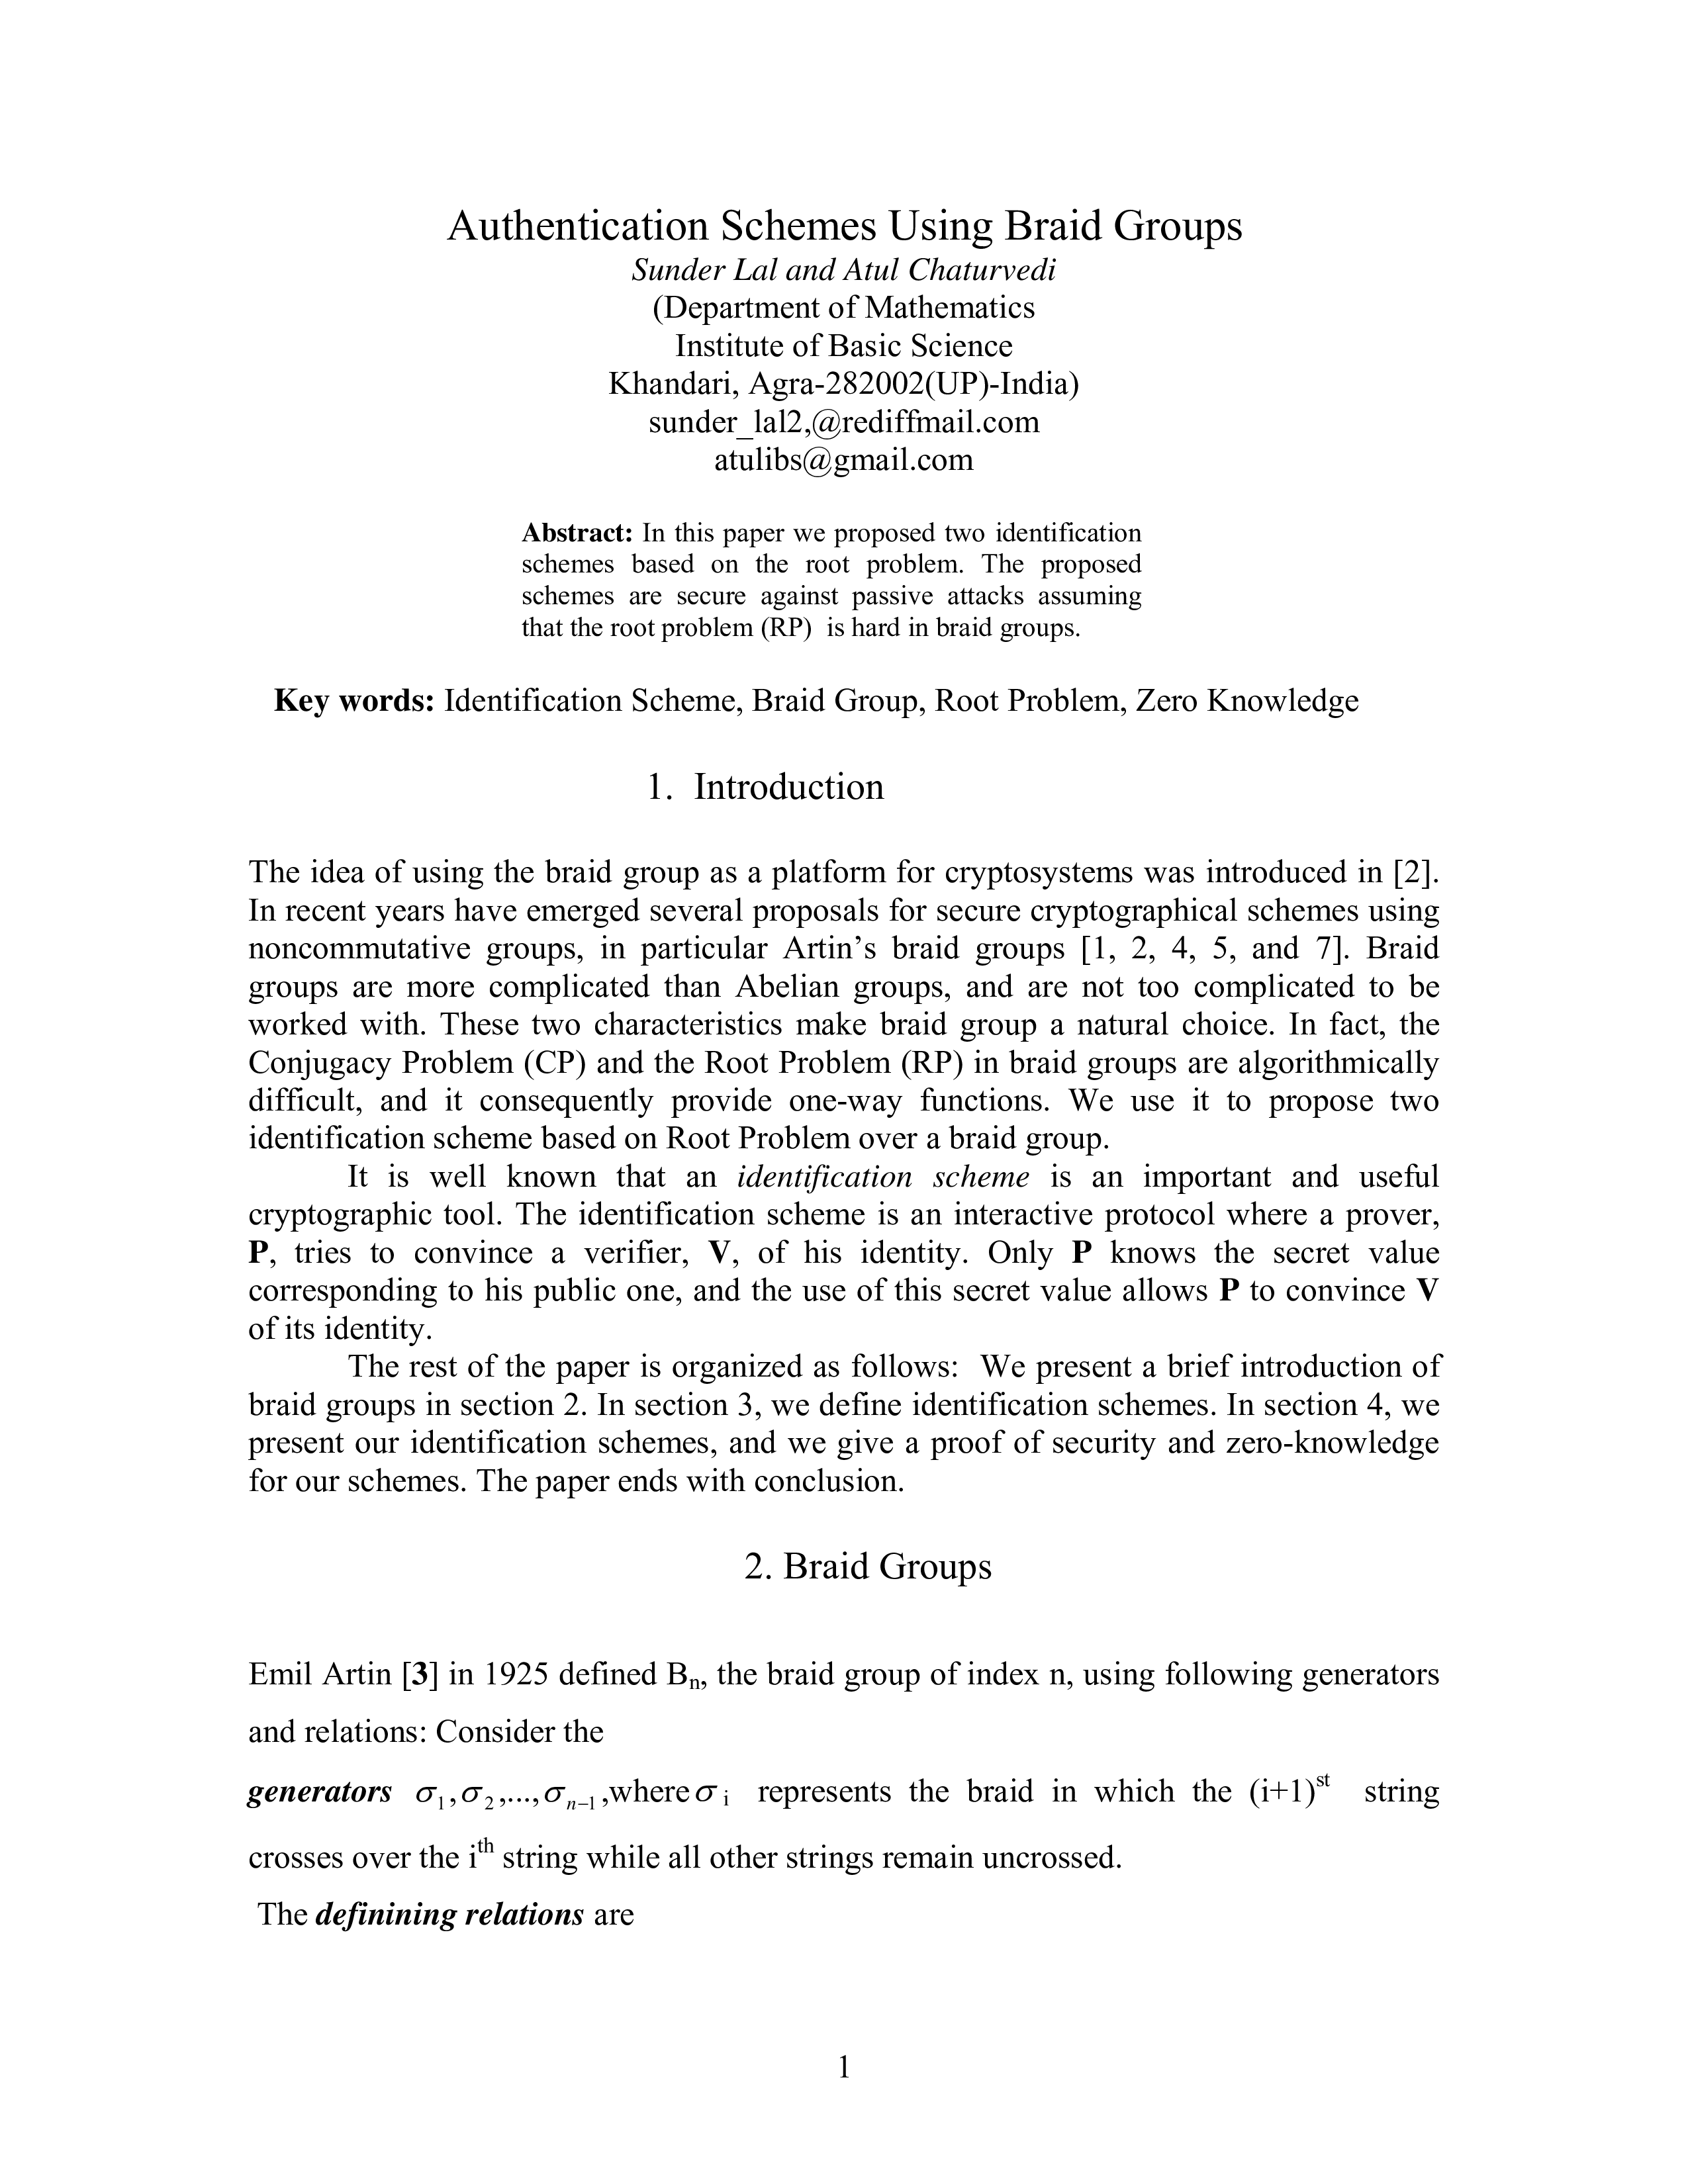 Authentication Schemes Using Braid Groups
Sunder Lal and Atul Chaturvedi
(Department of Mathematics
Institute of Basic Science
Khandari, Agra-282002(UP)-India)
sunder_lal2,@rediffmail.com
atulibs@gmail.com
Abstract: In this paper we proposed two identification
schemes based on the root problem. The proposed
schemes are secure against passive attacks assuming
that the root problem (RP) is hard in braid groups.
Key words: Identification Scheme, Braid Group, Root Problem, Zero Knowledge
1. Introduction
The idea of using the braid group as a platform for cryptosystems was introduced in [2].
In recent years have emerged several proposals for secure cryptographical schemes using
noncommutative groups, in particular Artin’s braid groups [1, 2, 4, 5, and 7]. Braid
groups are more complicated than Abelian groups, and are not too complicated to be
worked with. These two characteristics make braid group a natural choice. In fact, the
Conjugacy Problem (CP) and the Root Problem (RP) in braid groups are algorithmically
difficult, and it consequently provide one-way functions. We use it to propose two
identification scheme based on Root Problem over a braid group.
It is well known that an identification scheme is an important and useful
cryptographic tool. The identification scheme is an interactive protocol where a prover,
P, tries to convince a verifier, V, of his identity. Only P knows the secret value
corresponding to his public one, and the use of this secret value allows P to convince V
of its identity.
The rest of the paper is organized as follows: We present a brief introduction of
braid groups in section 2. In section 3, we define identification schemes. In section 4, we
present our identification schemes, and we give a proof of security and zero-knowledge
for our schemes. The paper ends with conclusion.
2. Braid Groups
Emil Artin [3] in 1925 defined Bₙ, the braid group of index n, using following generators
and relations: Consider the
generators σ₁,σ₂,...,σₙ₋₁,where σᵢ represents the braid in which the (i+1)ˢᵗ string
crosses over the iᵗʰ string while all other strings remain uncrossed.
The definining relations are
1